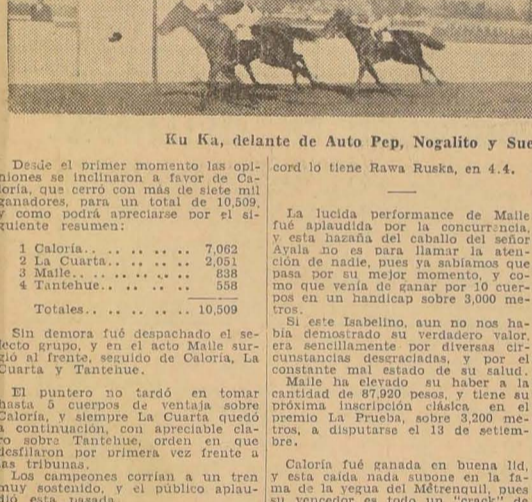 Ku Ka, delante de Auto Pep, Nogalito y Sue
Desde el primer momento las opi-
niones se inclinaron a favor de Ca-
loría, que cerró con más de siete mil
ganadores, para un total de 10,509,
y como podrá apreciarse por el si-
guiente resumen:
1 Caloría.. .. .. .. .. 7,062
2 La Cuarta .. .. .. .. 2,051
3 Maile.. .. .. .. .. .. 838
4 Tantehue.. .. .. .. 558
Totales.. .. .. .. .. 10,509
Sin demora fué despachado el se-
lecto grupo, y en el acto Maile sur-
gió al frente, seguido de Caloría, La
Cuarta y Tantehue.
El puntero no tardó en tomar
hasta 5 cuerpos de ventaja sobre
Caloría, y siempre La Cuarta quedó
a continuación, con apreciable cla-
ro sobre Tantehue, orden en que
desfilaron por primera vez frente a
las tribunas.
Los campeones corrían a un tren
muy sostenido, y el público aplau-
dió esta pasada.
cord lo tiene Rawa Ruska, en 4.4.
La lucida performance de Maile
fué aplaudida por la concurrencia,
y esta hazaña del caballo del señor
Ayala no es para llamar la aten-
ción de nadie, pues ya sabíamos que
pasa por su mejor momento, y co-
mo que venía de ganar por 10 cuer-
pos en un handicap sobre 3,000 me-
tros.
Si este Isabelino, aun no nos ha-
bía demostrado su verdadero valor,
era sencillamente por diversas cir-
cunstancias desgraciadas, y por el
constante mal estado de su salud.
Maile ha elevado su haber a la
cantidad de 87,920 pesos, y tiene su
próxima inscripción clásica en el
premio La Prueba, sobre 3,200 me-
tros, a disputarse el 13 de setiem-
bre.
Caloría fué ganada en buena lid,
y esta caída nada supone en la fa-
ma de la yegua del Metrenquil, pues
su vencedor es todo un "crack" de